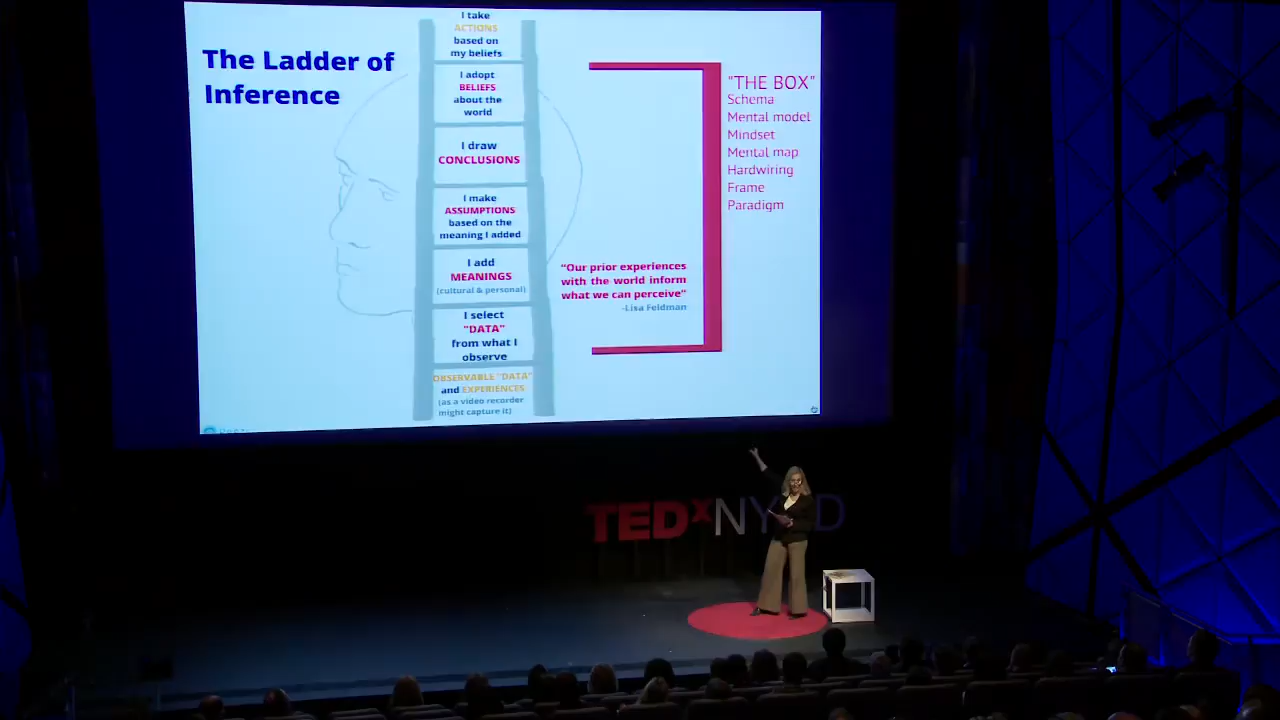 The Ladder of
Inference
I take
ACTIONS
based on
my beliefs
I adopt
BELIEFS
about the
world
I draw
CONCLUSIONS
I make
ASSUMPTIONS
based on the
meaning I added
I add
MEANINGS
(cultural & personal)
I select
"DATA"
from what I
observe
OBSERVABLE "DATA"
and EXPERIENCES
(as a video recorder
might capture it)
"Our prior experiences
with the world inform
what we can perceive"
-Lisa Feldman
"THE BOX"
Schema
Mental model
Mindset
Mental map
Hardwiring
Frame
Paradigm
TEDxNYED